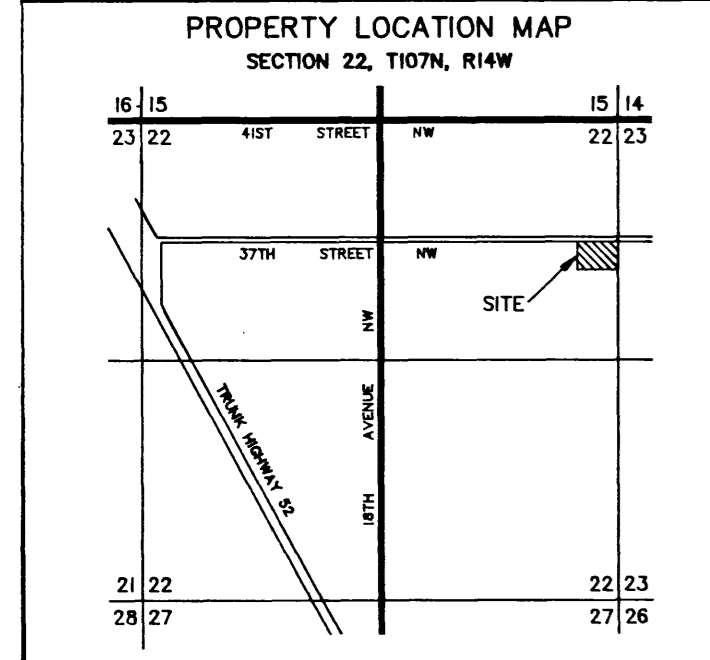 PROPERTY LOCATION MAP
SECTION 22, T107N, R14W
16 15
15 14
23 22
41ST STREET NW
22 23
37TH STREET NW
SITE
18TH AVENUE NW
TRUNK HIGHWAY 52
21 22
22 23
28 27
27 26